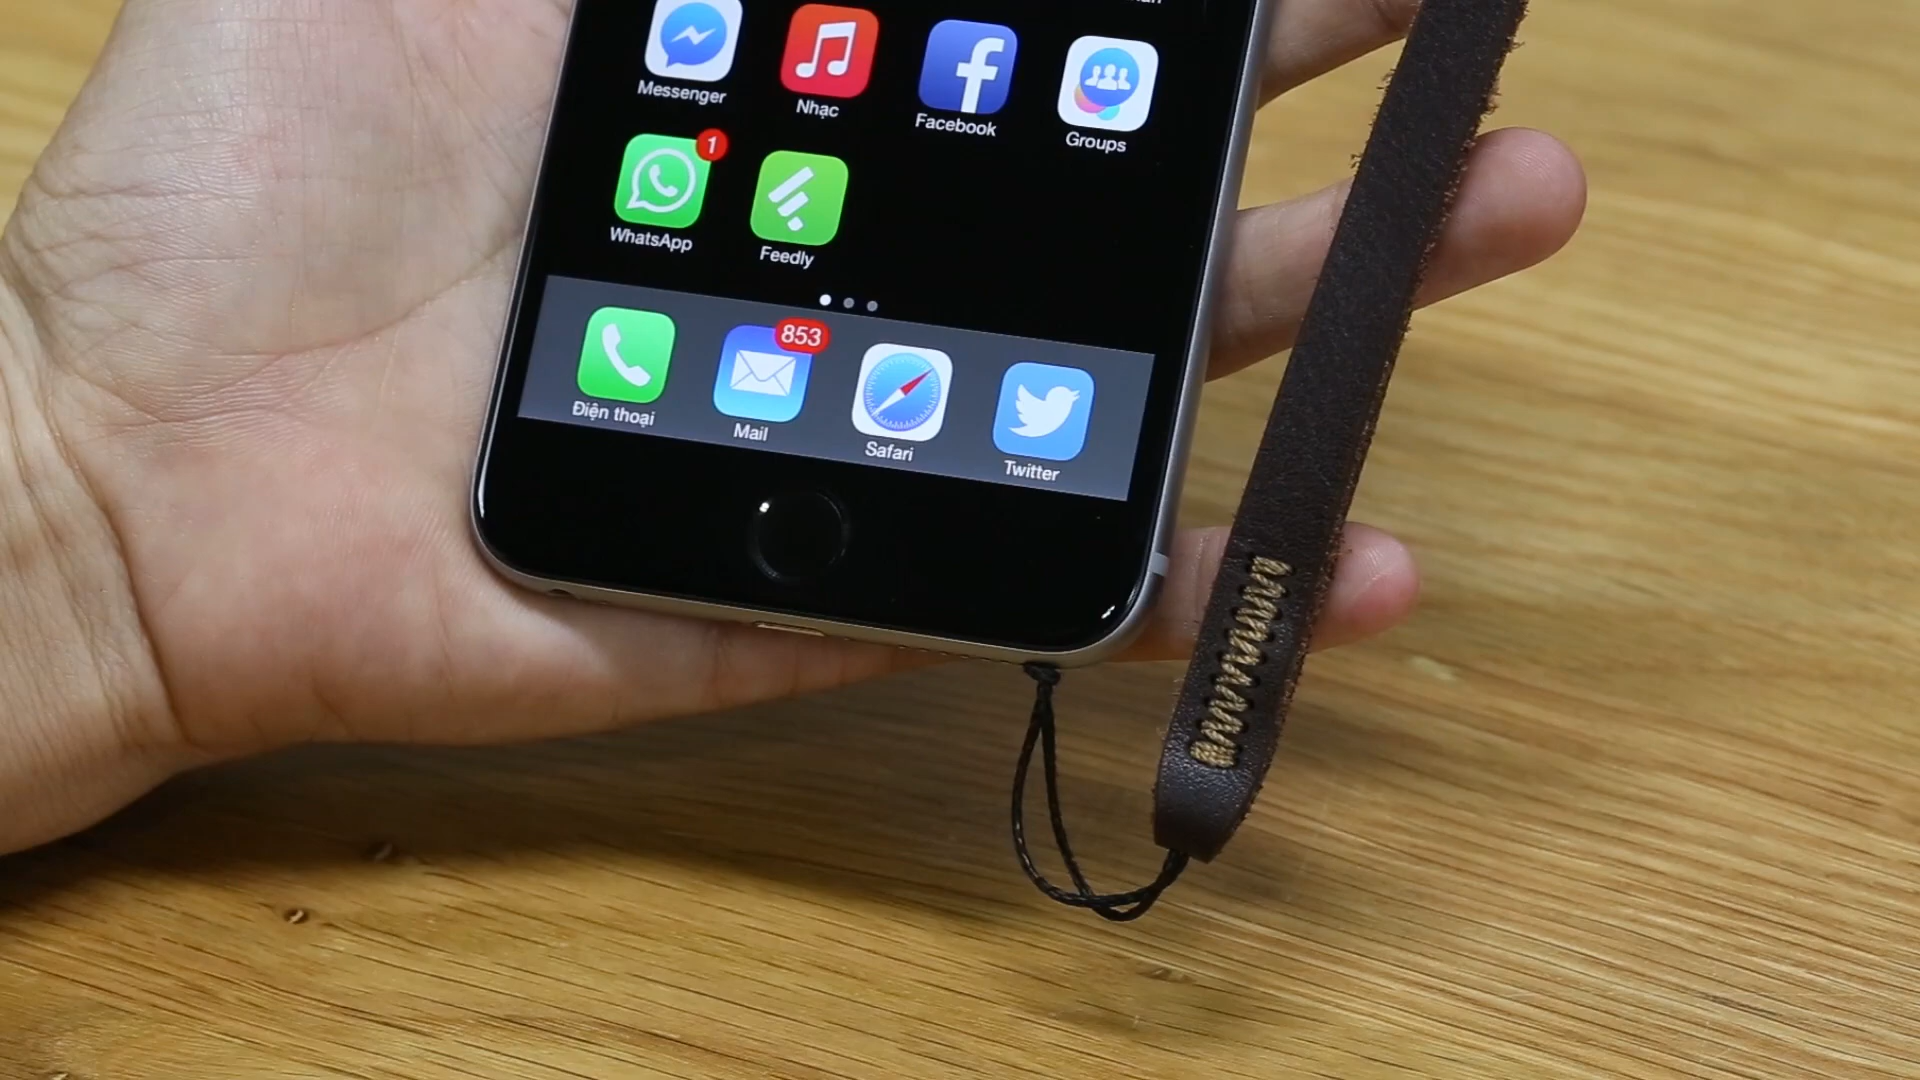 Messenger
Nhạc
Facebook
Groups
1
WhatsApp
Feedly
853
Điện thoại
Mail
Safari
Twitter